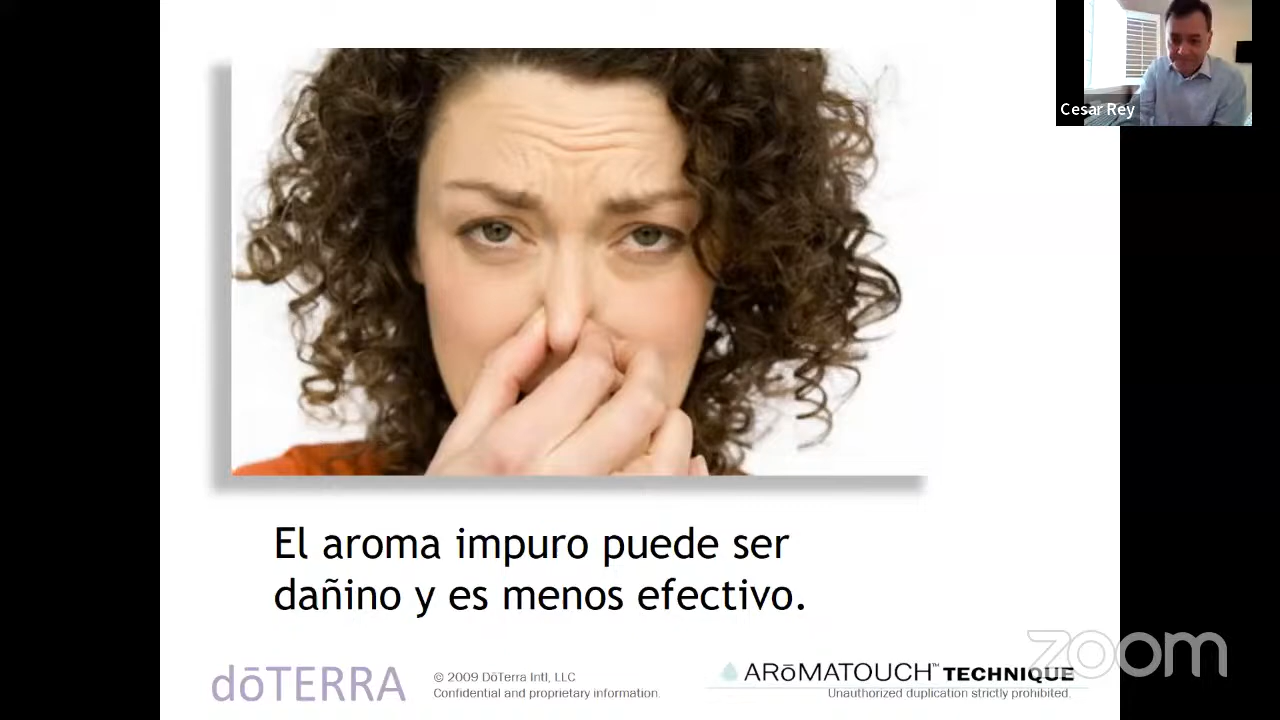 Cesar Rey
El aroma impuro puede ser
dañino y es menos efectivo.
dōTERRA
© 2009 DōTerra Intl, LLC
Confidential and proprietary information.
ARōMATOUCH™ TECHNIQUE
Unauthorized duplication strictly prohibited.
zoom